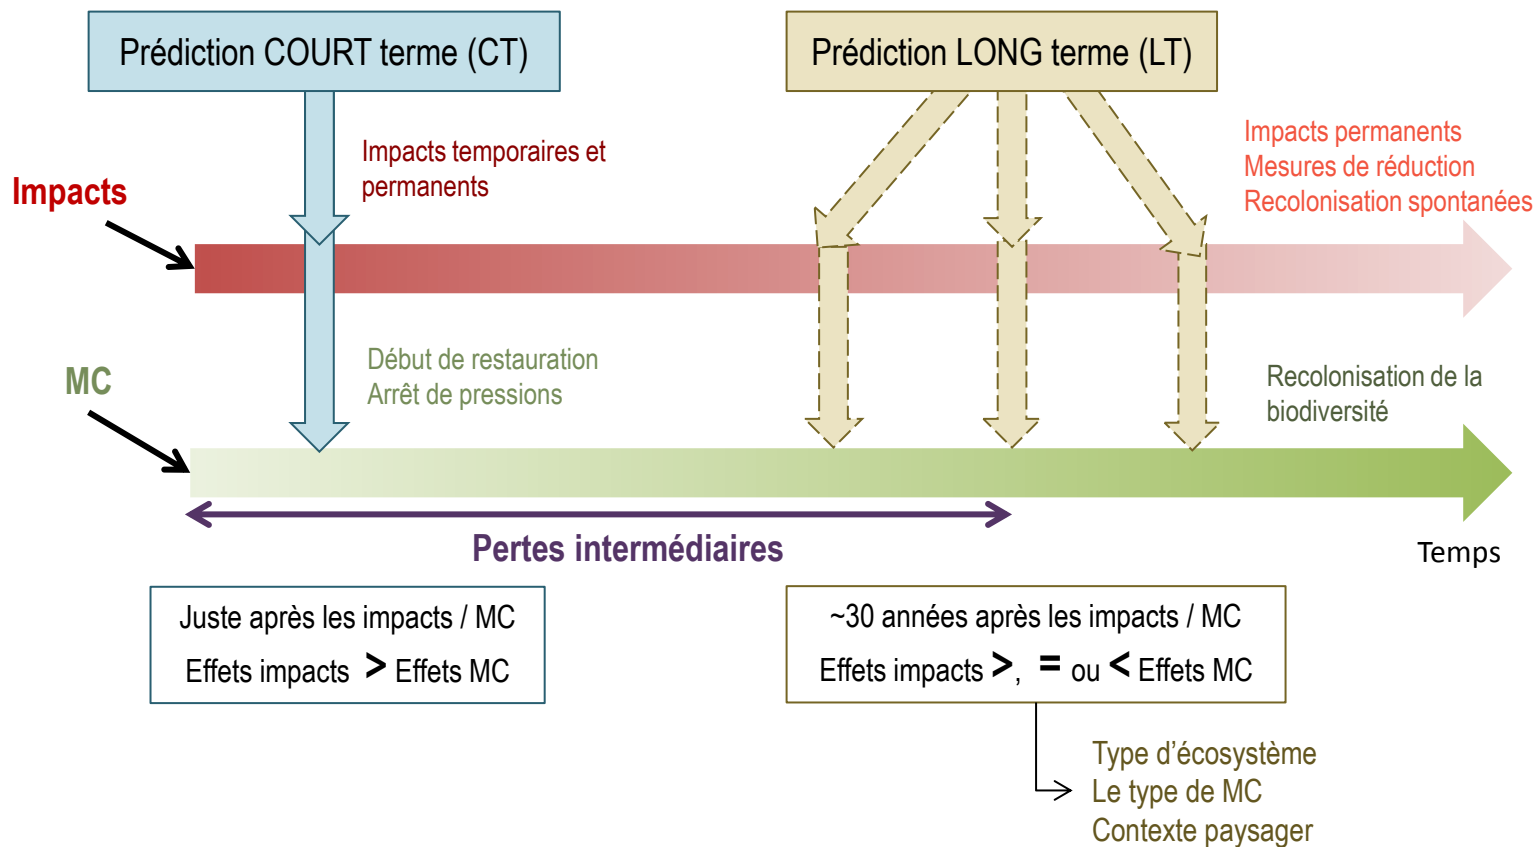 Prédiction COURT terme (CT)
Prédiction LONG terme (LT)
Impacts temporaires et
permanents
Impacts permanents
Mesures de réduction
Recolonisation spontanées
Impacts
Début de restauration
Arrêt de pressions
MC
Recolonisation de la
biodiversité
Pertes intermédiaires
Temps
Juste après les impacts / MC
Effets impacts > Effets MC
~30 années après les impacts / MC
Effets impacts >, = ou < Effets MC
Type d'écosystème
Le type de MC
Contexte paysager